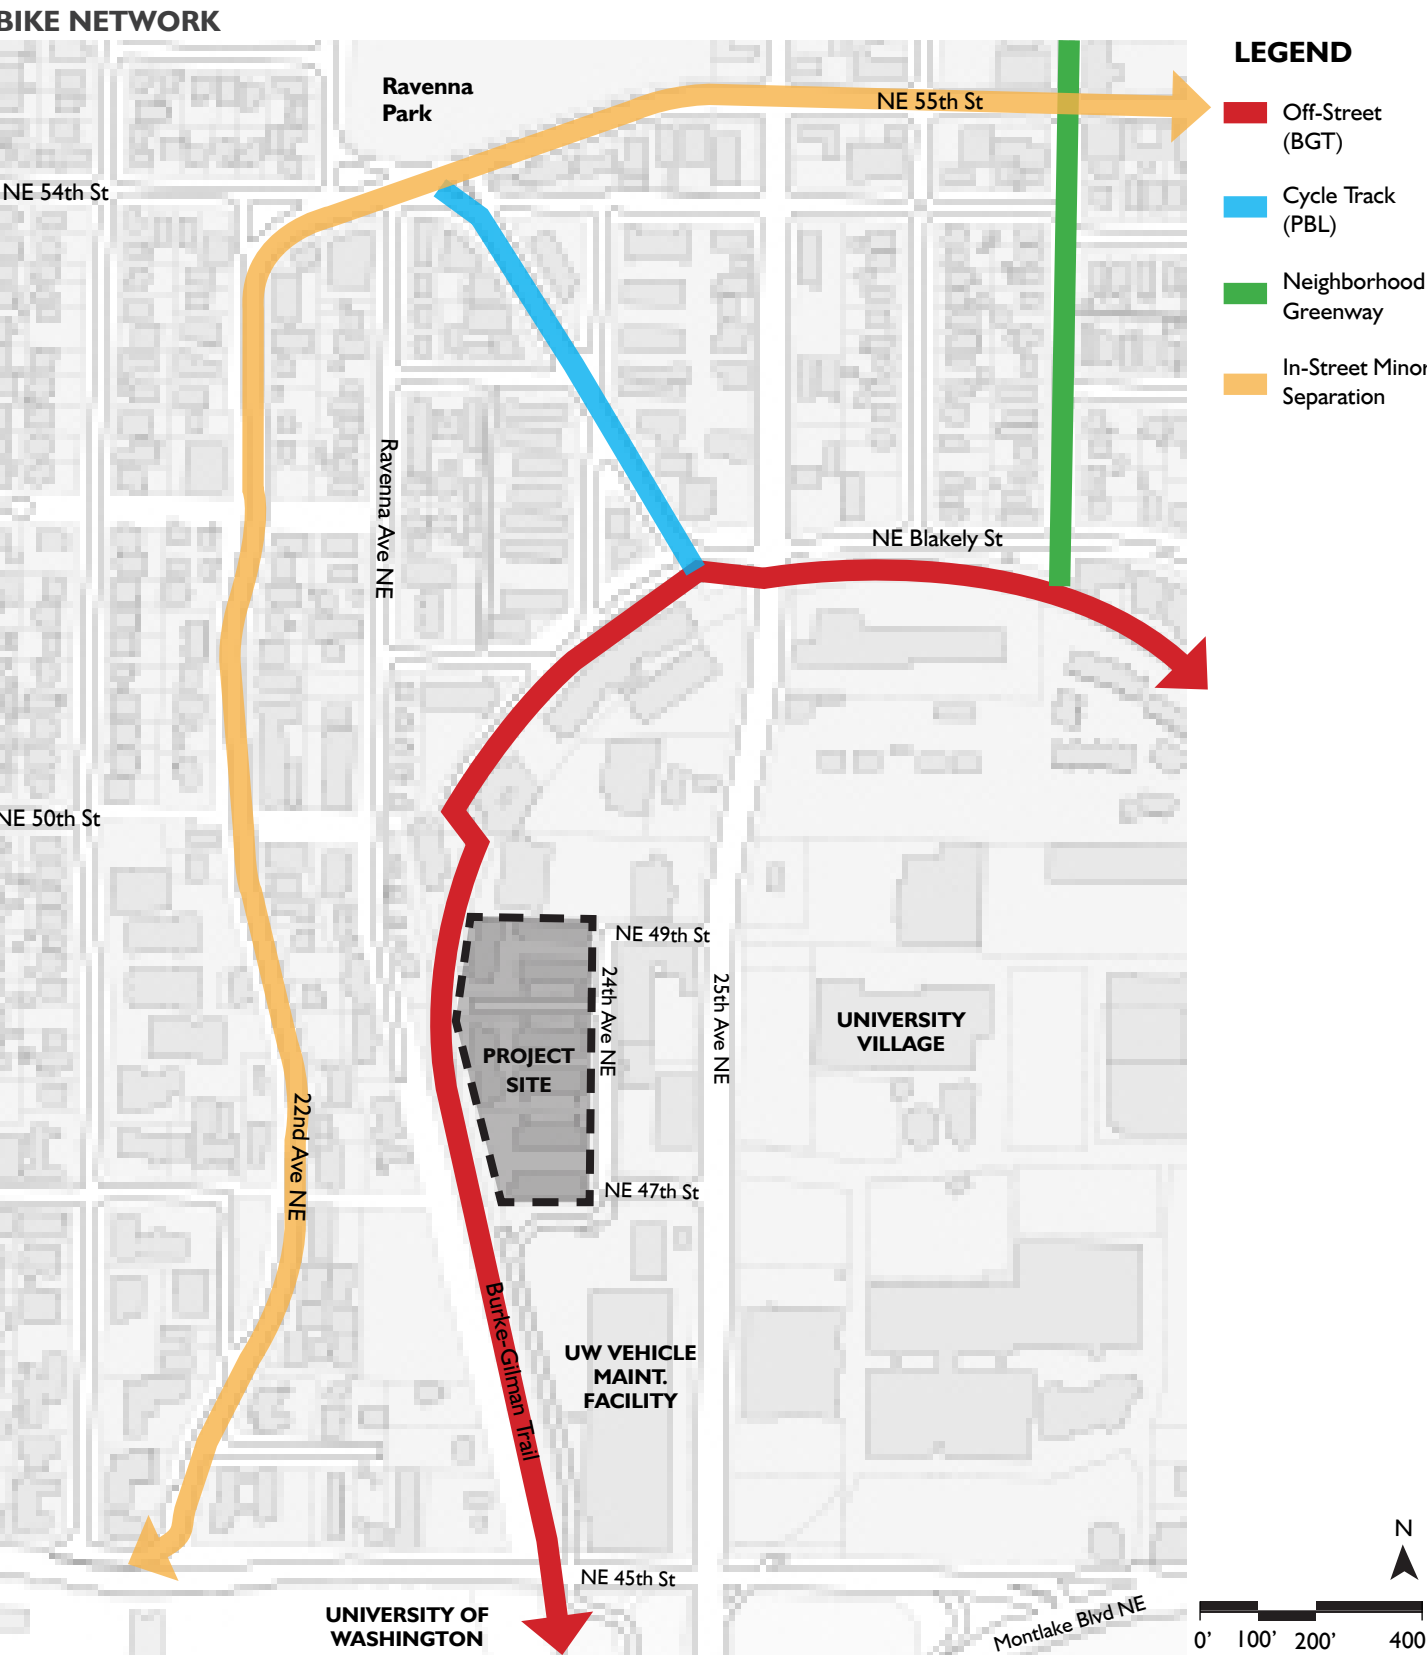 BIKE NETWORK
LEGEND
Off-Street
(BGT)
Cycle Track
(PBL)
Neighborhood
Greenway
In-Street Minor
Separation
Ravenna
Park
NE 55th St
NE 54th St
Ravenna Ave NE
NE Blakely St
NE 50th St
NE 49th St
24th Ave NE
25th Ave NE
UNIVERSITY
VILLAGE
PROJECT
SITE
22nd Ave NE
NE 47th St
Burke-Gilman Trail
UW VEHICLE
MAINT.
FACILITY
NE 45th St
UNIVERSITY OF
WASHINGTON
Montlake Blvd NE
N
0' 100' 200' 400